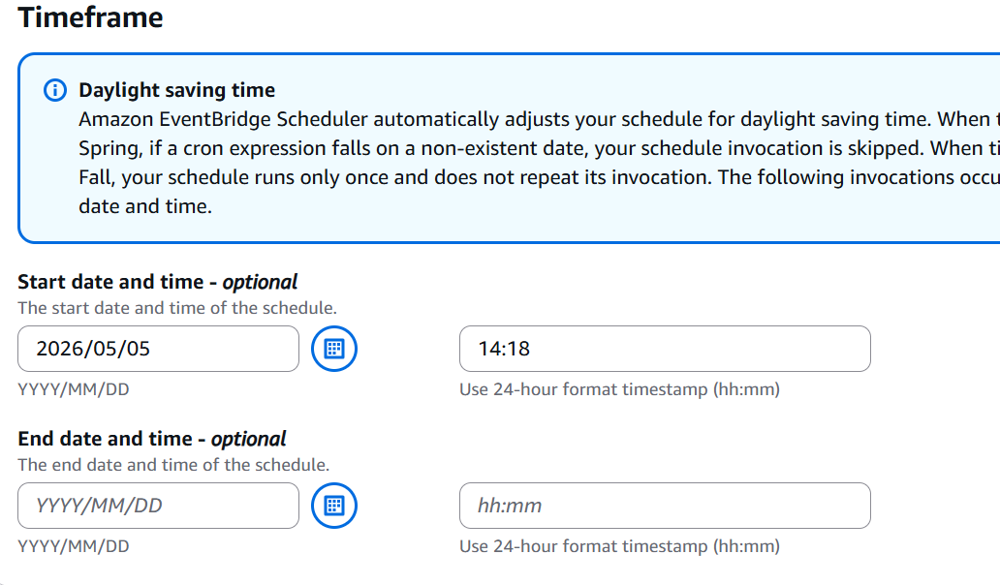 Timeframe
Daylight saving time
Amazon EventBridge Scheduler automatically adjusts your schedule for daylight saving time. When
Spring, if a cron expression falls on a non-existent date, your schedule invocation is skipped. When
Fall, your schedule runs only once and does not repeat its invocation. The following invocations
date and time.
Start date and time - optional
The start date and time of the schedule.
2026/05/05 14:18
YYYY/MM/DD Use 24-hour format timestamp (hh:mm)
End date and time - optional
The end date and time of the schedule.
YYYY/MM/DD hh:mm
YYYY/MM/DD Use 24-hour format timestamp (hh:mm)